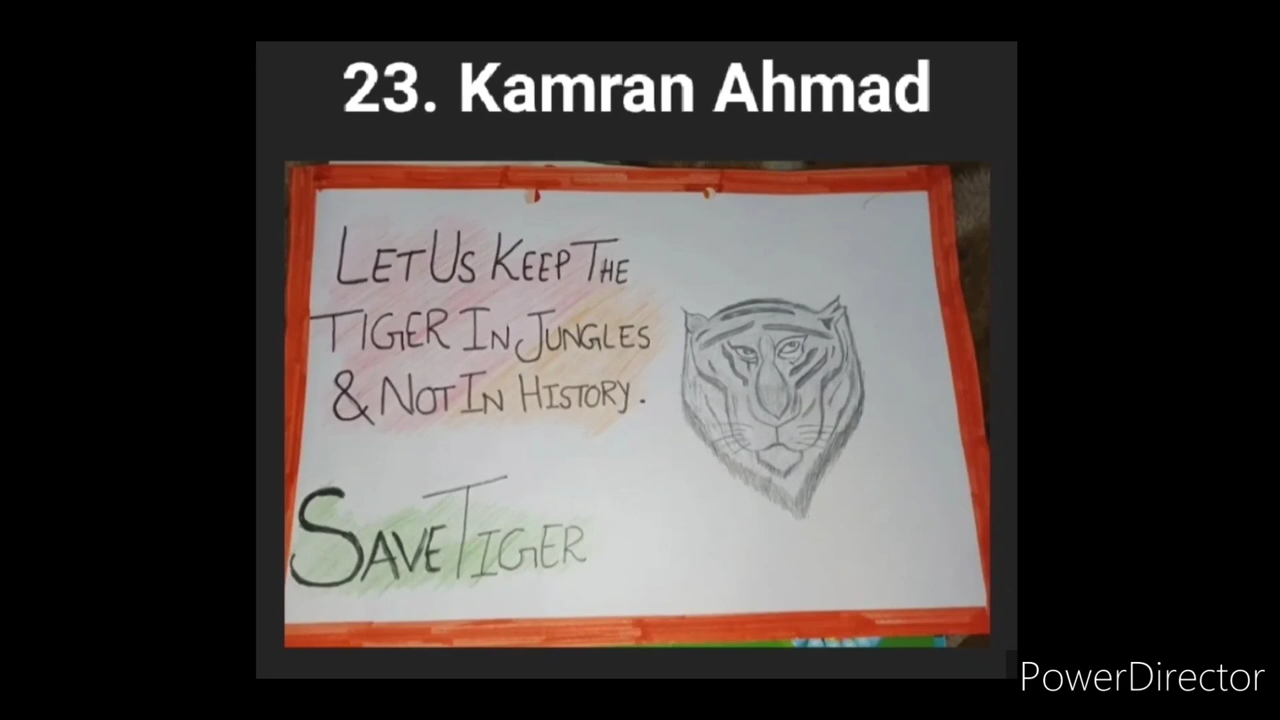 23. Kamran Ahmad
LET US KEEP THE
TIGER IN JUNGLES
& NOT IN HISTORY.
SAVE TIGER
PowerDirector